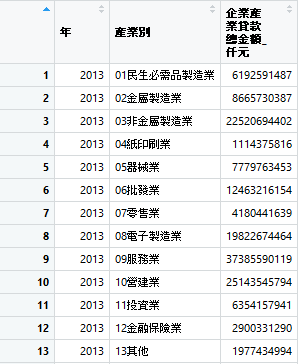 年 產業別 企業產業貸款總金額_仟元
1 2013 01民生必需品製造業 6192591487
2 2013 02金屬製造業 8665730387
3 2013 03非金屬製造業 22520694402
4 2013 04紙印刷業 1114375816
5 2013 05器械業 7779763453
6 2013 06批發業 12463216154
7 2013 07零售業 4180441639
8 2013 08電子製造業 19822674464
9 2013 09服務業 37385590119
10 2013 10營建業 25143545794
11 2013 11投資業 6354157941
12 2013 12金融保險業 2900331290
13 2013 13其他 1977434994